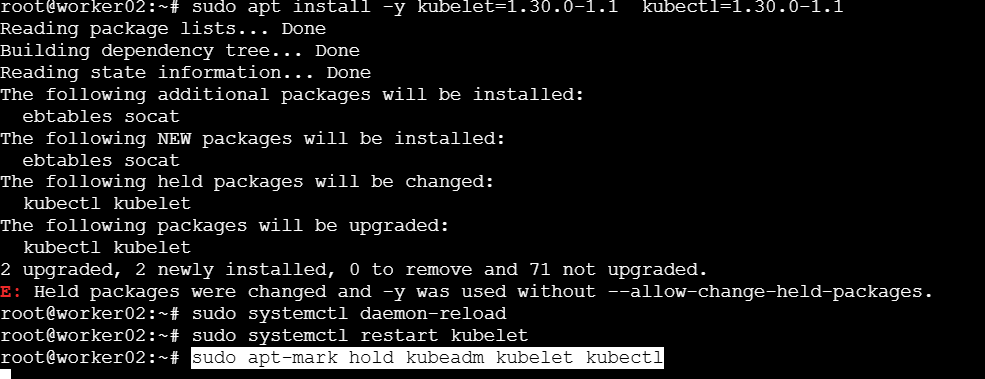 root@worker02:~# sudo apt install -y kubelet=1.30.0-1.1  kubectl=1.30.0-1.1
Reading package lists... Done
Building dependency tree... Done
Reading state information... Done
The following additional packages will be installed:
  ebtables socat
The following NEW packages will be installed:
  ebtables socat
The following held packages will be changed:
  kubectl kubelet
The following packages will be upgraded:
  kubectl kubelet
2 upgraded, 2 newly installed, 0 to remove and 71 not upgraded.
E: Held packages were changed and -y was used without --allow-change-held-packages.
root@worker02:~# sudo systemctl daemon-reload
root@worker02:~# sudo systemctl restart kubelet
root@worker02:~# sudo apt-mark hold kubeadm kubelet kubectl